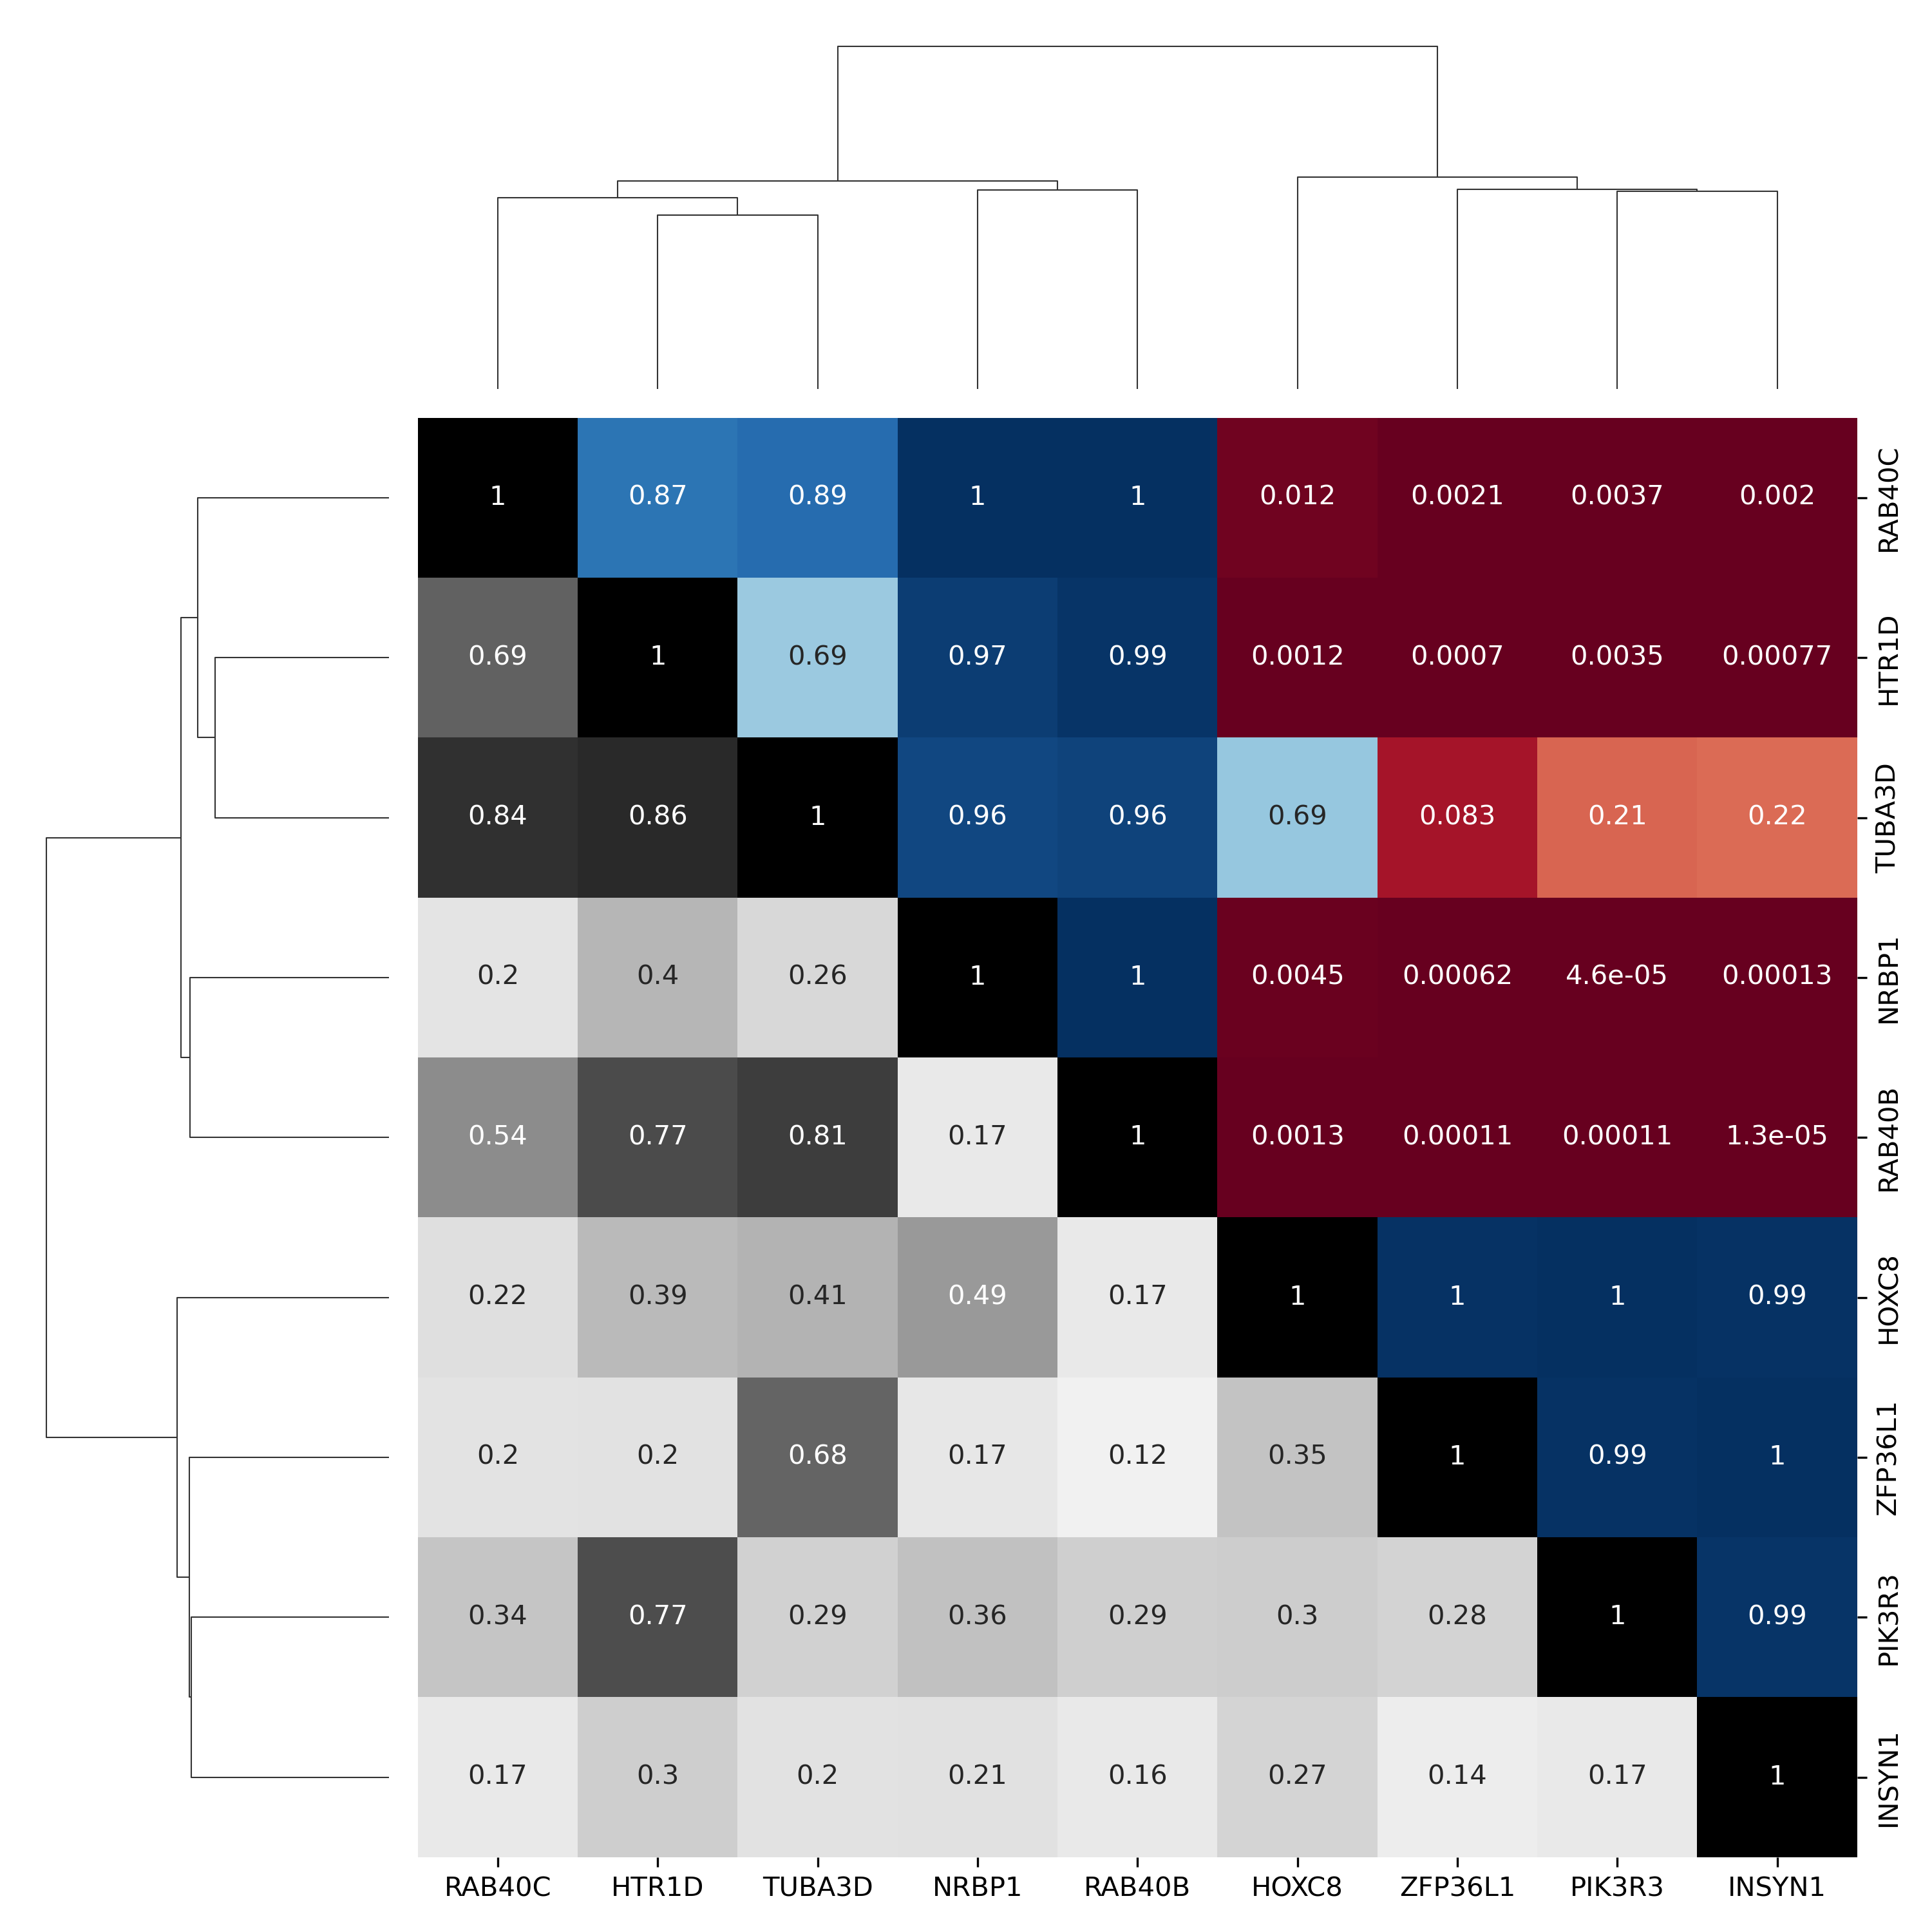 1 0.87 0.89 1 1 0.012 0.0021 0.0037 0.002 RAB40C
0.69 1 0.69 0.97 0.99 0.0012 0.0007 0.0035 0.00077 HTR1D
0.84 0.86 1 0.96 0.96 0.69 0.083 0.21 0.22 TUBA3D
0.2 0.4 0.26 1 1 0.0045 0.00062 4.6e-05 0.00013 NRBP1
0.54 0.77 0.81 0.17 1 0.0013 0.00011 0.00011 1.3e-05 RAB40B
0.22 0.39 0.41 0.49 0.17 1 1 1 0.99 HOXC8
0.2 0.2 0.68 0.17 0.12 0.35 1 0.99 1 ZFP36L1
0.34 0.77 0.29 0.36 0.29 0.3 0.28 1 0.99 PIK3R3
0.17 0.3 0.2 0.21 0.16 0.27 0.14 0.17 1 INSYN1
RAB40C HTR1D TUBA3D NRBP1 RAB40B HOXC8 ZFP36L1 PIK3R3 INSYN1